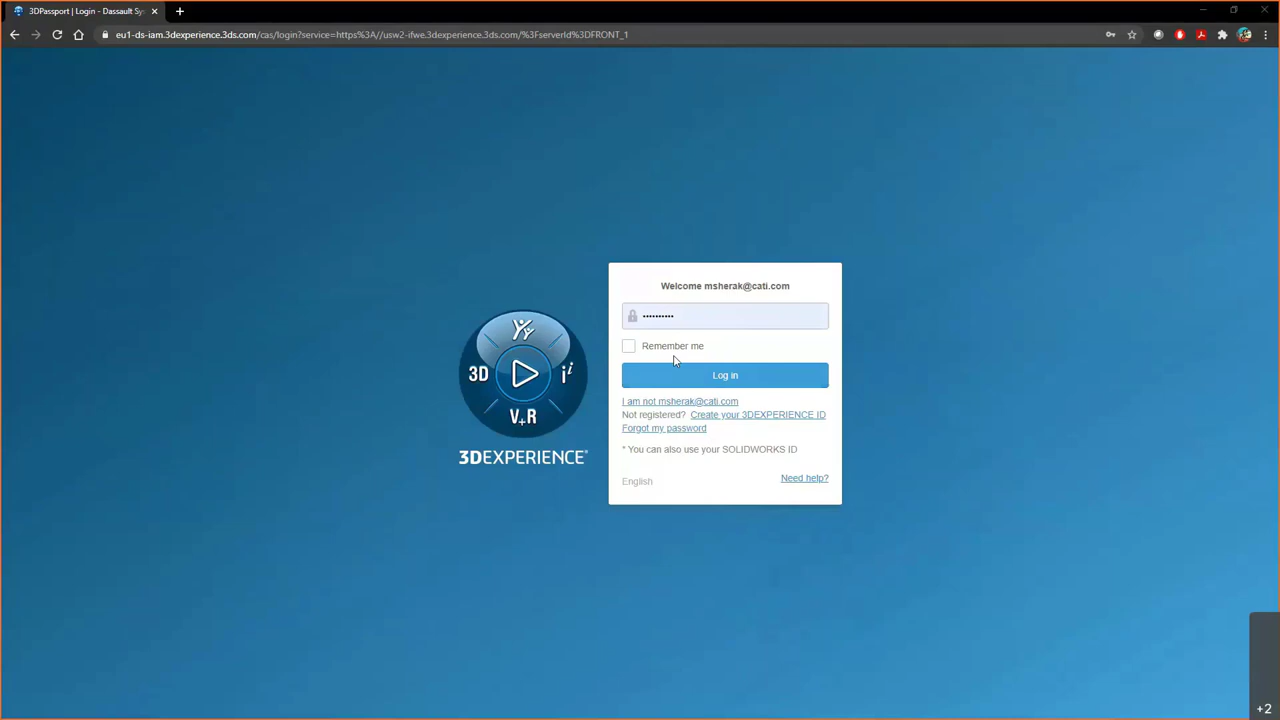 3DPassport | Login - Dassault Sys
eu1-ds-iam.3dexperience.3ds.com/cas/login?service=https%3A//usw2-ifwe.3dexperience.3ds.com/%3FserverId%3DFRONT_1
Welcome msherak@cati.com
••••••••••
Remember me
Log in
I am not msherak@cati.com
Not registered? Create your 3DEXPERIENCE ID
Forgot my password
* You can also use your SOLIDWORKS ID
English
Need help?
3D
V+R
i
3DEXPERIENCE®
+2